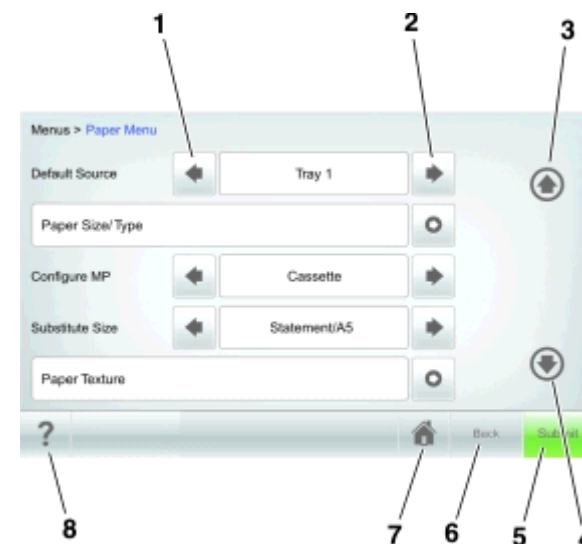 1 2 3
Menus > Paper Menu
Default Source Tray 1
Paper Size/Type
Configure MP Cassette
Substitute Size Statement/A5
Paper Texture
? Back Submit
8 7 6 5 4